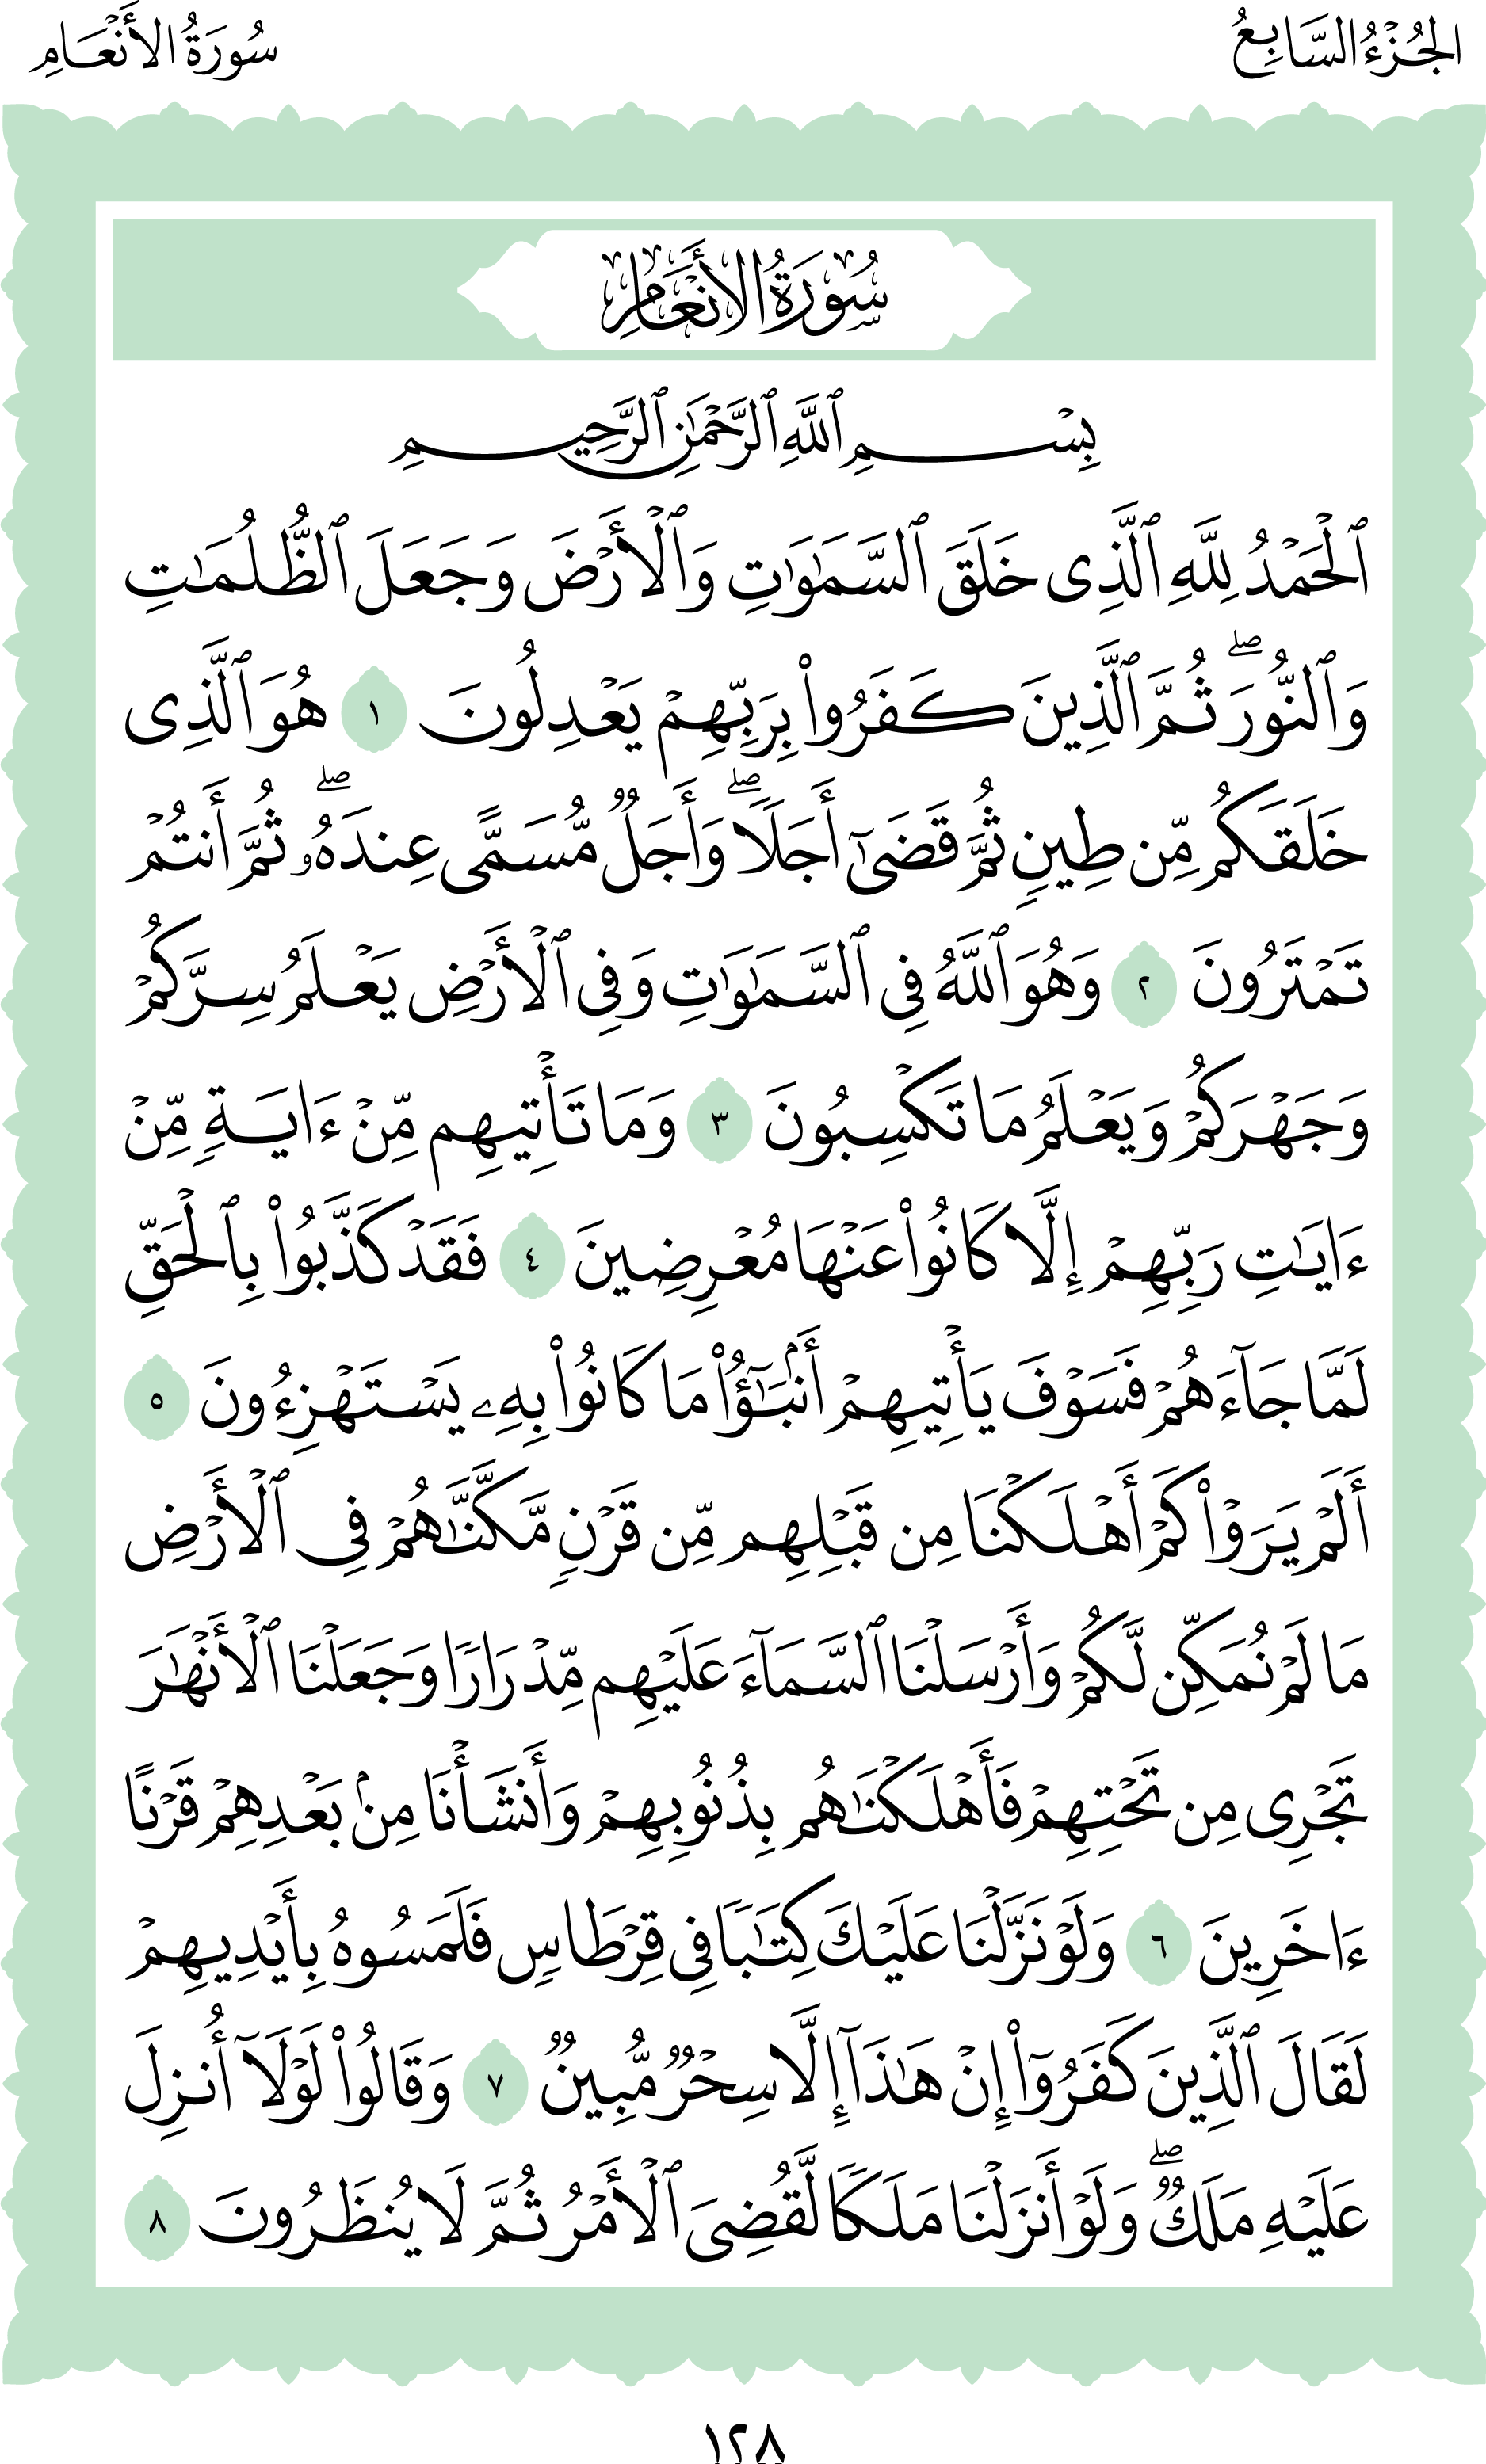 الجُزْءُ السَّابِعُ
سُورَةُ الأَنْعَامِ
سُورَةُ الأَنْعَامِ
بِسْمِ ٱللَّهِ ٱلرَّحْمَٰنِ ٱلرَّحِيمِ
ٱلْحَمْدُ لِلَّهِ ٱلَّذِى خَلَقَ ٱلسَّمَٰوَٰتِ وَٱلْأَرْضَ وَجَعَلَ ٱلظُّلُمَٰتِ
وَٱلنُّورَ ۖ ثُمَّ ٱلَّذِينَ كَفَرُوا۟ بِرَبِّهِمْ يَعْدِلُونَ ١ هُوَ ٱلَّذِى
خَلَقَكُم مِّن طِينٍ ثُمَّ قَضَىٰٓ أَجَلًا ۖ وَأَجَلٌ مُّسَمًّى عِندَهُۥ ۖ ثُمَّ أَنتُمْ
تَمْتَرُونَ ٢ وَهُوَ ٱللَّهُ فِى ٱلسَّمَٰوَٰتِ وَفِى ٱلْأَرْضِ يَعْلَمُ سِرَّكُمْ
وَجَهْرَكُمْ وَيَعْلَمُ مَا تَكْسِبُونَ ٣ وَمَا تَأْتِيهِم مِّنْ ءَايَةٍ مِّنْ
ءَايَٰتِ رَبِّهِمْ إِلَّا كَانُوا۟ عَنْهَا مُعْرِضِينَ ٤ فَقَدْ كَذَّبُوا۟ بِٱلْحَقِّ
لَمَّا جَآءَهُمْ فَسَوْفَ يَأْتِيهِمْ أَنۢبَٰٓؤُا۟ مَا كَانُوا۟ بِهِۦ يَسْتَهْزِءُونَ ٥
أَلَمْ يَرَوْا۟ كَمْ أَهْلَكْنَا مِن قَبْلِهِم مِّن قَرْنٍ مَّكَّنَّٰهُمْ فِى ٱلْأَرْضِ
مَا لَمْ نُمَكِّن لَّكُمْ وَأَرْسَلْنَا ٱلسَّمَآءَ عَلَيْهِم مِّدْرَارًا وَجَعَلْنَا ٱلْأَنْهَٰرَ
تَجْرِى مِن تَحْتِهِمْ فَأَهْلَكْنَٰهُم بِذُنُوبِهِمْ وَأَنشَأْنَا مِنۢ بَعْدِهِمْ قَرْنًا
ءَاخَرِينَ ٦ وَلَوْ نَزَّلْنَا عَلَيْكَ كِتَٰبًا فِى قِرْطَاسٍ فَلَمَسُوهُ بِأَيْدِيهِمْ
لَقَالَ ٱلَّذِينَ كَفَرُوٓا۟ إِنْ هَٰذَآ إِلَّا سِحْرٌ مُّبِينٌ ٧ وَقَالُوا۟ لَوْلَآ أُنزِلَ
عَلَيْهِ مَلَكٌ ۖ وَلَوْ أَنزَلْنَا مَلَكًا لَّقُضِىَ ٱلْأَمْرُ ثُمَّ لَا يُنظَرُونَ ٨
١٢٨